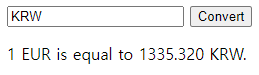 KRW Convert
1 EUR is equal to 1335.320 KRW.